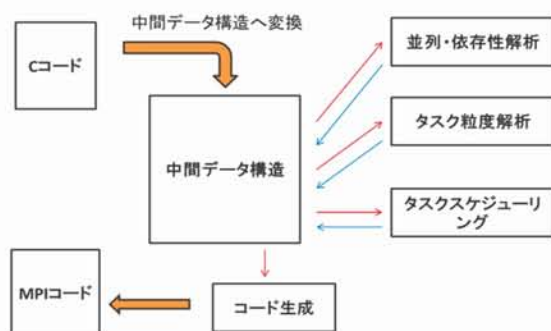 中間データ構造へ変換
Cコード
並列・依存性解析
タスク粒度解析
中間データ構造
タスクスケジューリ
ング
MPIコード
コード生成